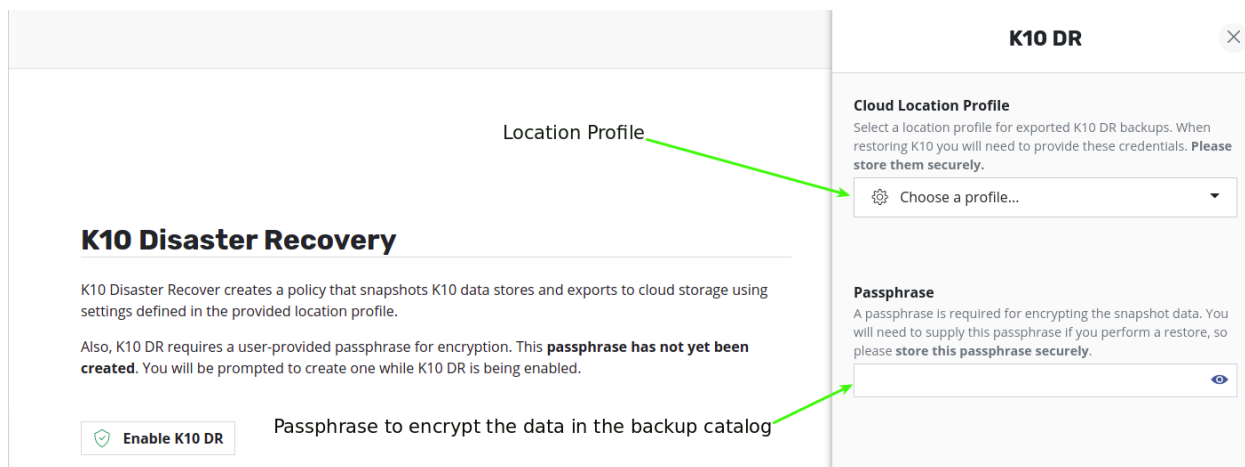 K10 Disaster Recovery
K10 Disaster Recover creates a policy that snapshots K10 data stores and exports to cloud storage using
settings defined in the provided location profile.
Also, K10 DR requires a user-provided passphrase for encryption. This passphrase has not yet been
created. You will be prompted to create one while K10 DR is being enabled.
Enable K10 DR
Location Profile
Passphrase to encrypt the data in the backup catalog
K10 DR
Cloud Location Profile
Select a location profile for exported K10 DR backups. When
restoring K10 you will need to provide these credentials. Please
store them securely.
Choose a profile...
Passphrase
A passphrase is required for encrypting the snapshot data. You
will need to supply this passphrase if you perform a restore, so
please store this passphrase securely.